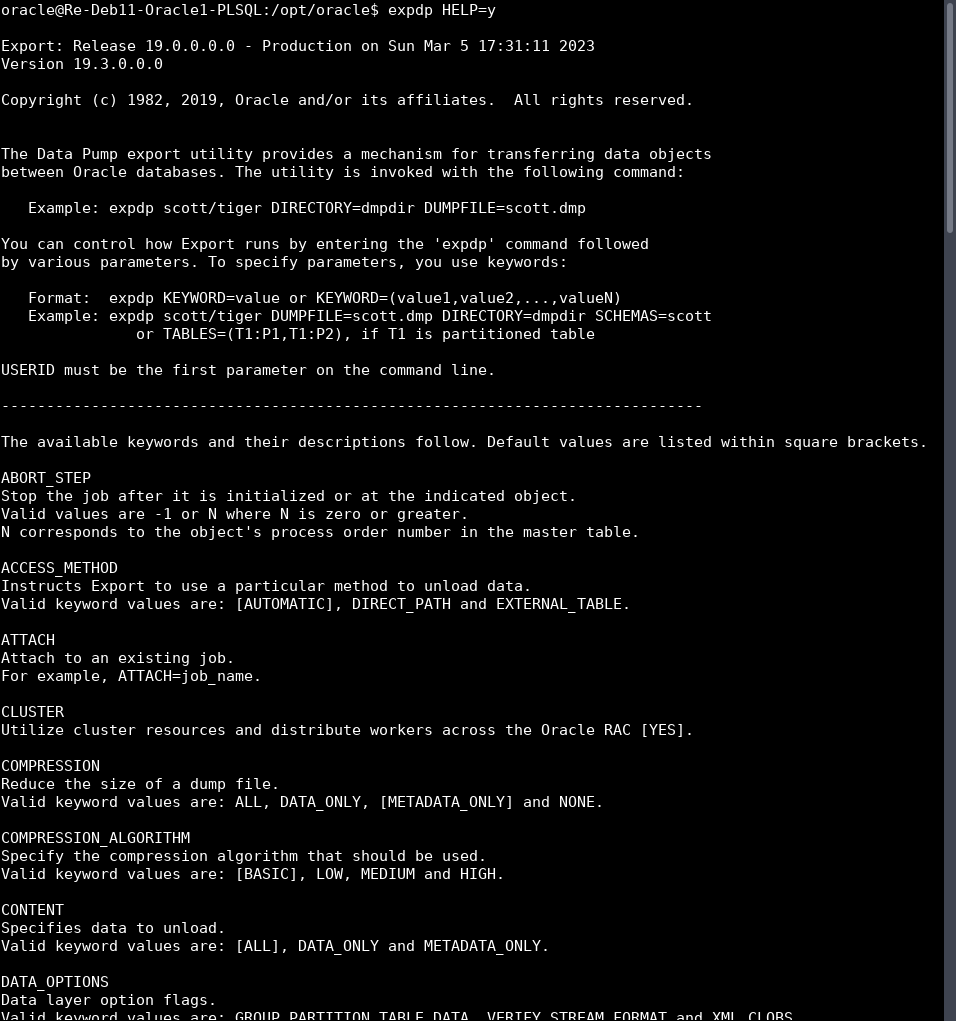 oracle@Re-Deb11-Oracle1-PLSQL:/opt/oracle$ expdp HELP=y
Export: Release 19.0.0.0.0 - Production on Sun Mar 5 17:31:11 2023
Version 19.3.0.0.0
Copyright (c) 1982, 2019, Oracle and/or its affiliates.  All rights reserved.
The Data Pump export utility provides a mechanism for transferring data objects
between Oracle databases. The utility is invoked with the following command:
Example: expdp scott/tiger DIRECTORY=dmpdir DUMPFILE=scott.dmp
You can control how Export runs by entering the 'expdp' command followed
by various parameters. To specify parameters, you use keywords:
Format:  expdp KEYWORD=value or KEYWORD=(value1,value2,...,valueN)
Example: expdp scott/tiger DUMPFILE=scott.dmp DIRECTORY=dmpdir SCHEMAS=scott
or TABLES=(T1:P1,T1:P2), if T1 is partitioned table
USERID must be the first parameter on the command line.
------------------------------------------------------------------------------
The available keywords and their descriptions follow. Default values are listed within square brackets.
ABORT_STEP
Stop the job after it is initialized or at the indicated object.
Valid values are -1 or N where N is zero or greater.
N corresponds to the object's process order number in the master table.
ACCESS_METHOD
Instructs Export to use a particular method to unload data.
Valid keyword values are: [AUTOMATIC], DIRECT_PATH and EXTERNAL_TABLE.
ATTACH
Attach to an existing job.
For example, ATTACH=job_name.
CLUSTER
Utilize cluster resources and distribute workers across the Oracle RAC [YES].
COMPRESSION
Reduce the size of a dump file.
Valid keyword values are: ALL, DATA_ONLY, [METADATA_ONLY] and NONE.
COMPRESSION_ALGORITHM
Specify the compression algorithm that should be used.
Valid keyword values are: [BASIC], LOW, MEDIUM and HIGH.
CONTENT
Specifies data to unload.
Valid keyword values are: [ALL], DATA_ONLY and METADATA_ONLY.
DATA_OPTIONS
Data layer option flags.
Valid keyword values are: GROUP_PARTITION_TABLE_DATA, VERIFY_STREAM_FORMAT and XML_CLOBS.